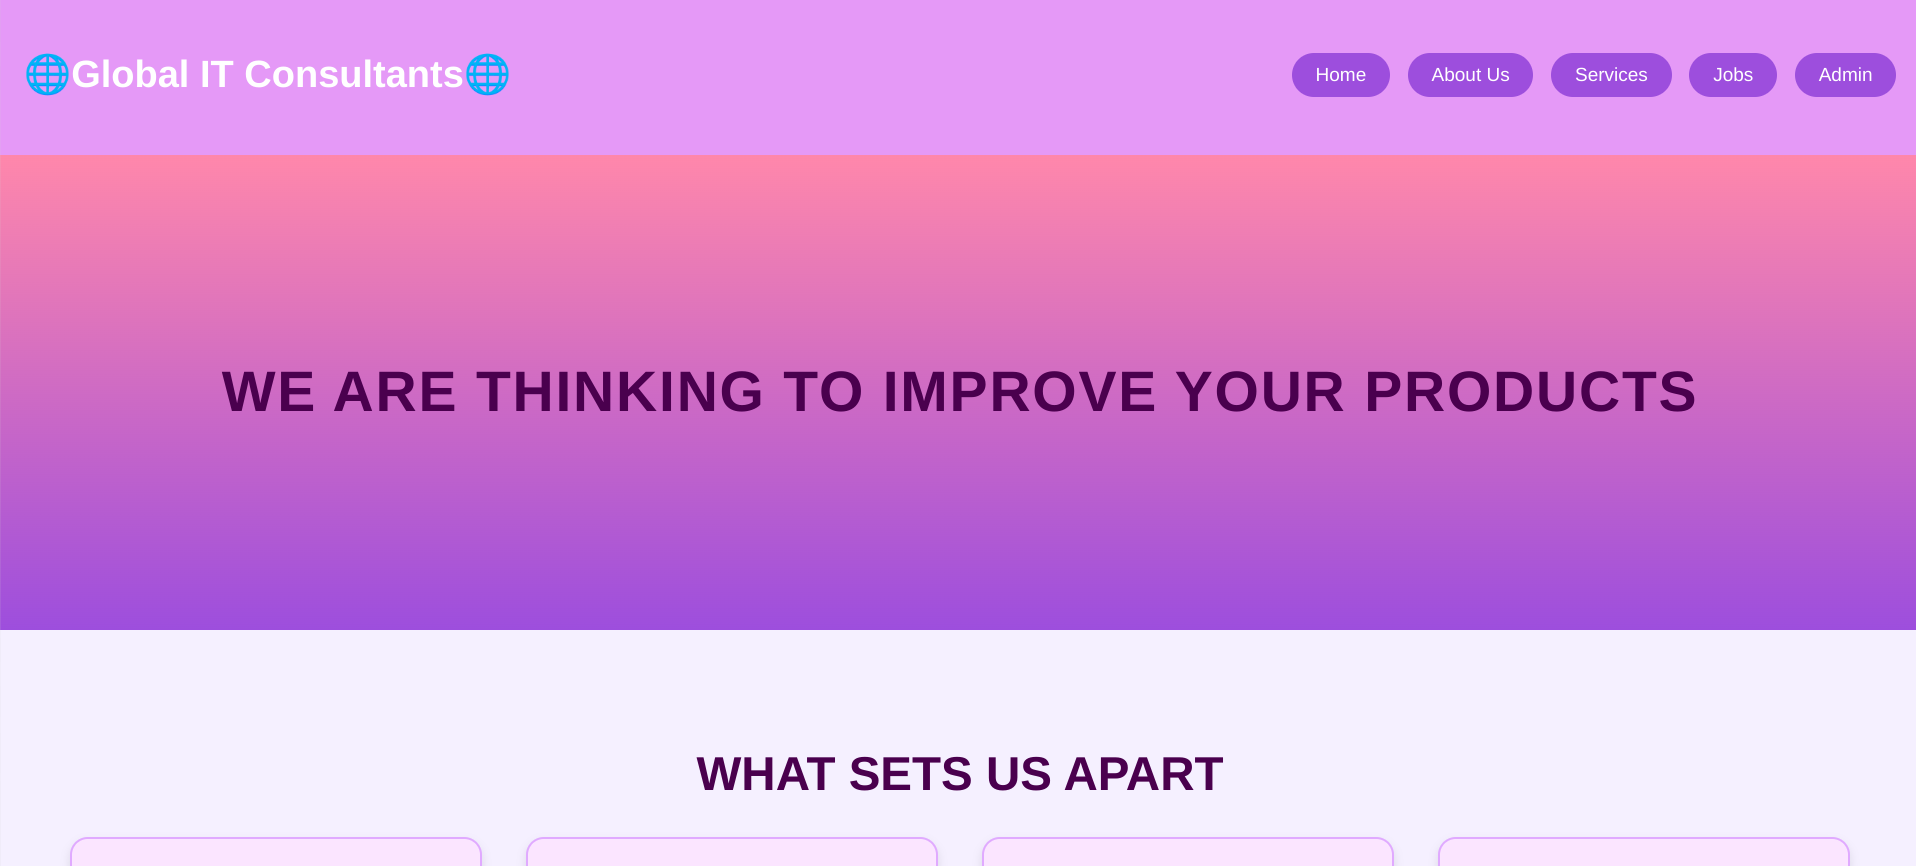 🌐Global IT Consultants🌐
Home About Us Services Jobs Admin
WE ARE THINKING TO IMPROVE YOUR PRODUCTS
WHAT SETS US APART